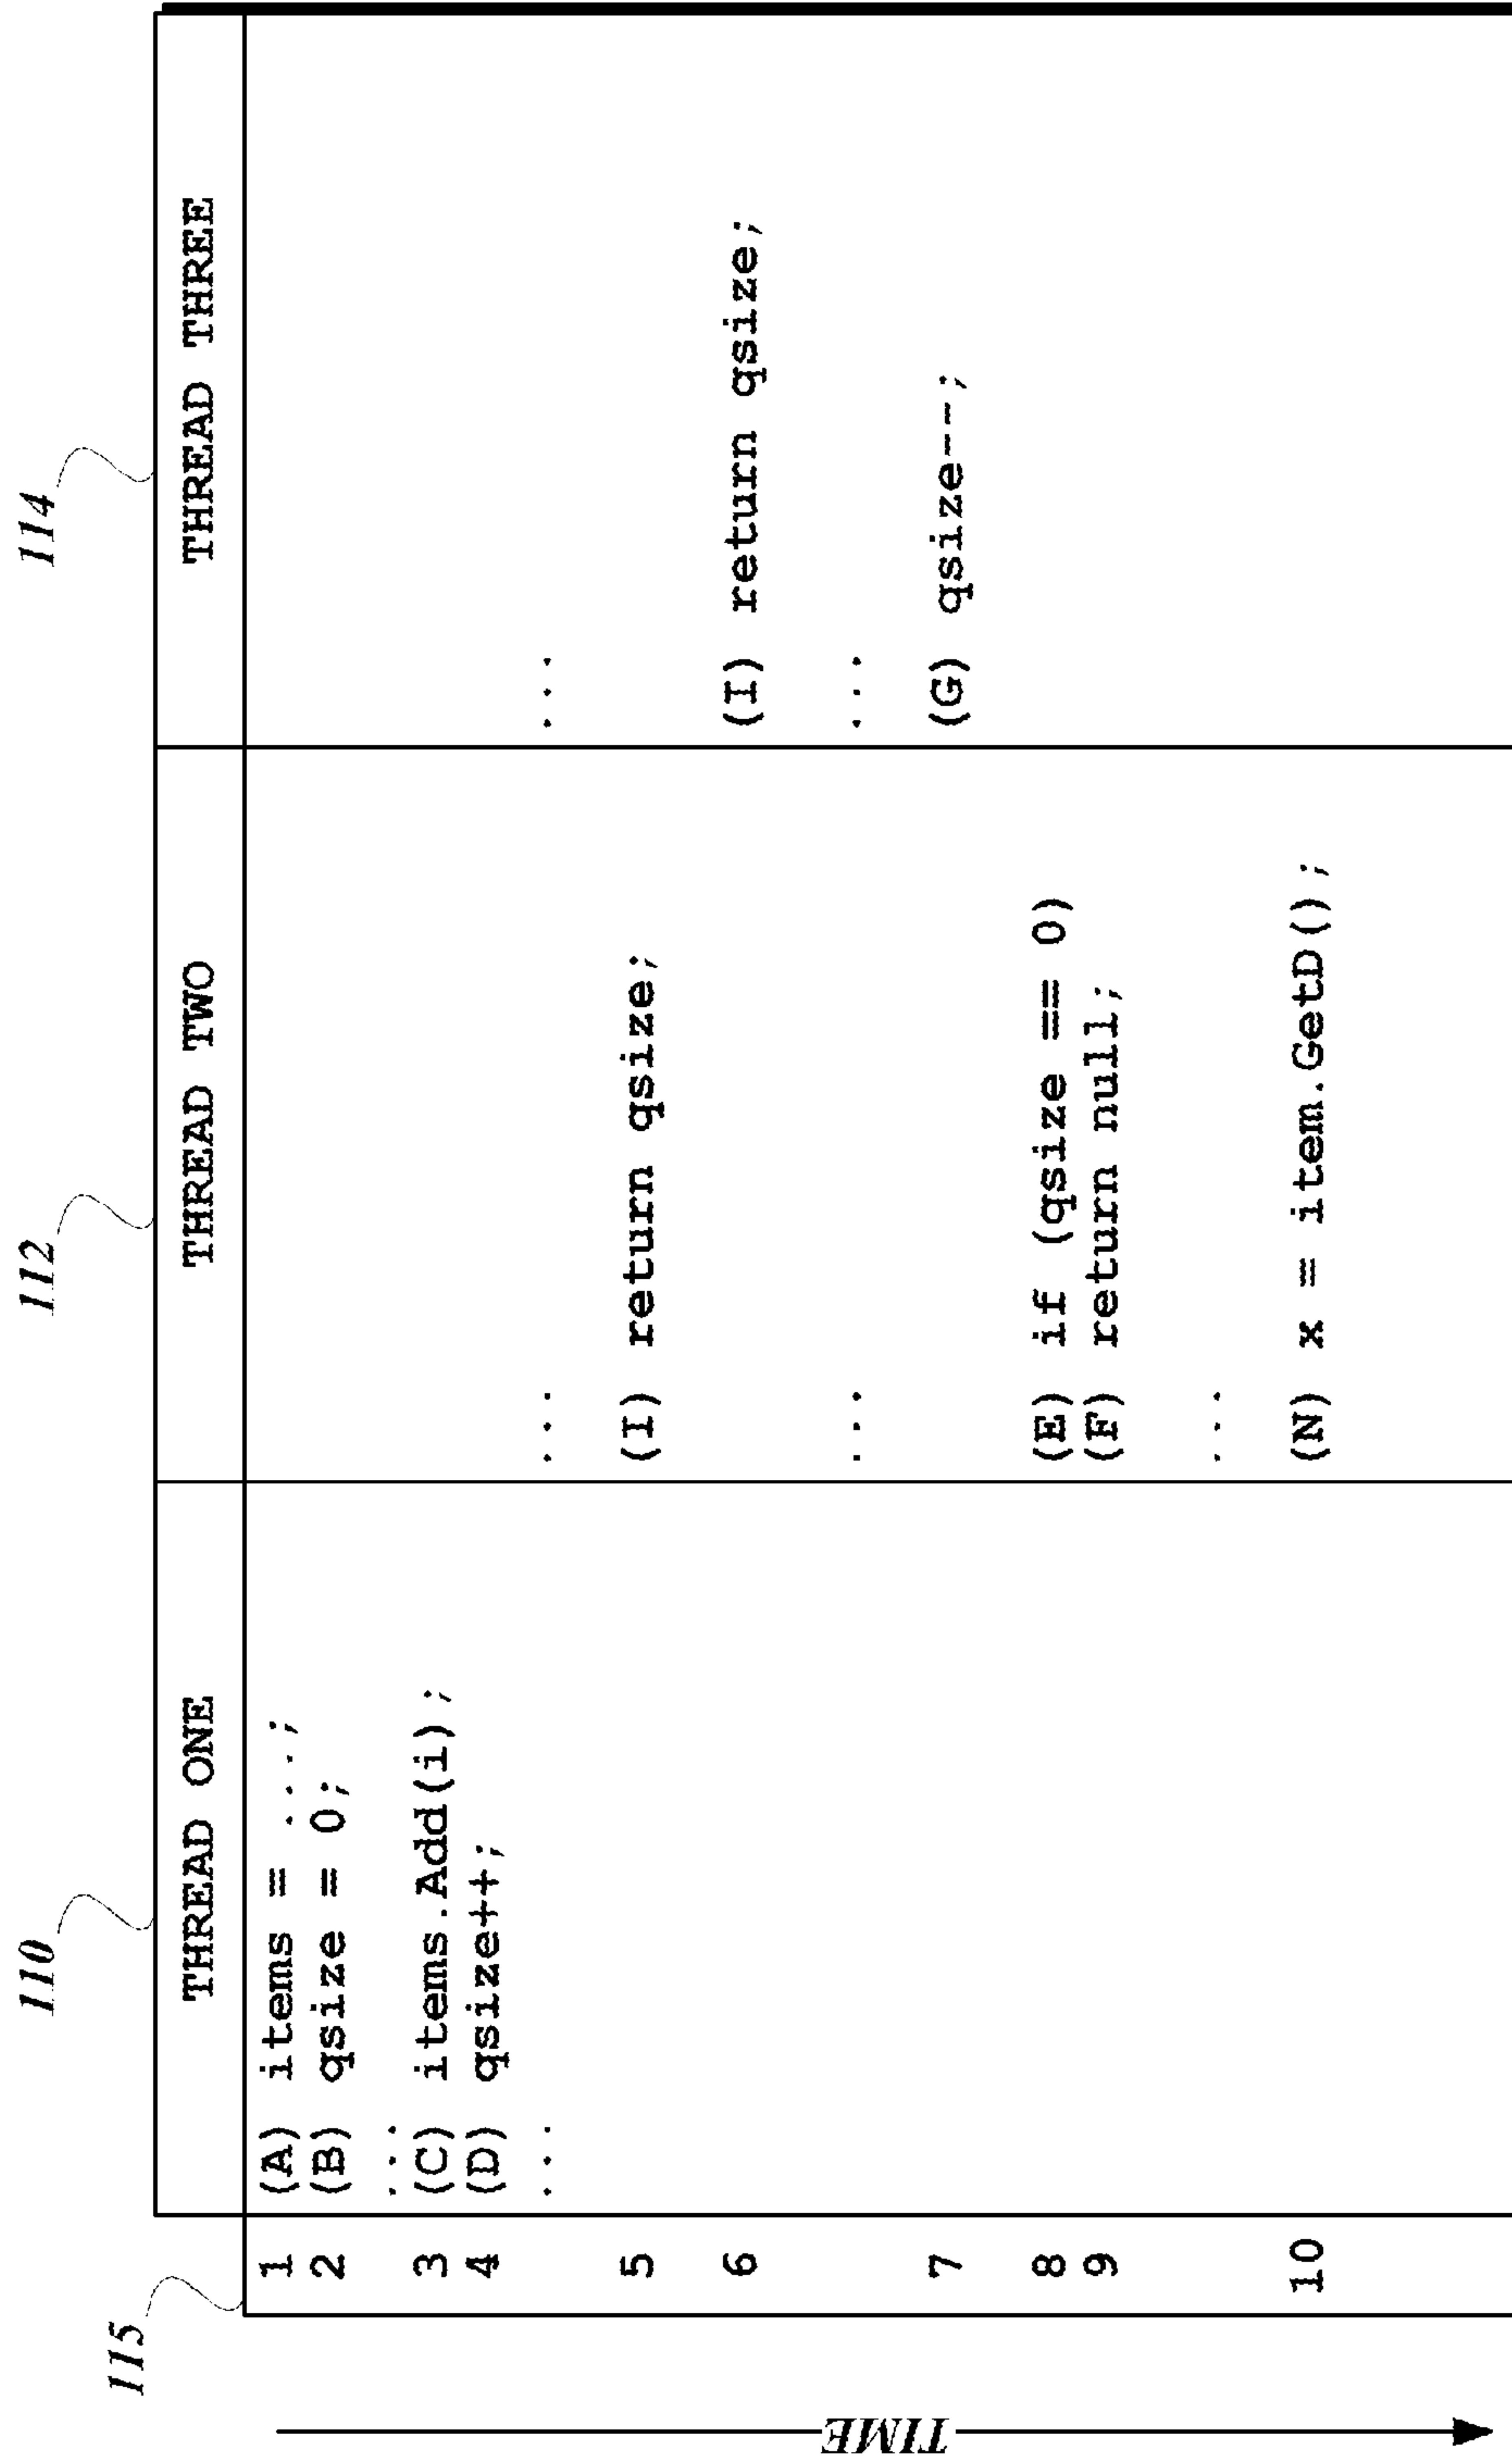 110 112 114
115
THREAD ONE THREAD TWO THREAD THREE
1 (A) items = ...;
2 (B) qsize = 0;
...
3 (C) items.Add(i);
4 (D) qsize++;
... ... ...
5 (I) return qsize;
6 (I) return qsize;
... ...
7 (G) qsize--;
8 (E) if (qsize == 0)
9 (F) return null;
...
10 (N) x = item.GetD();
TIME